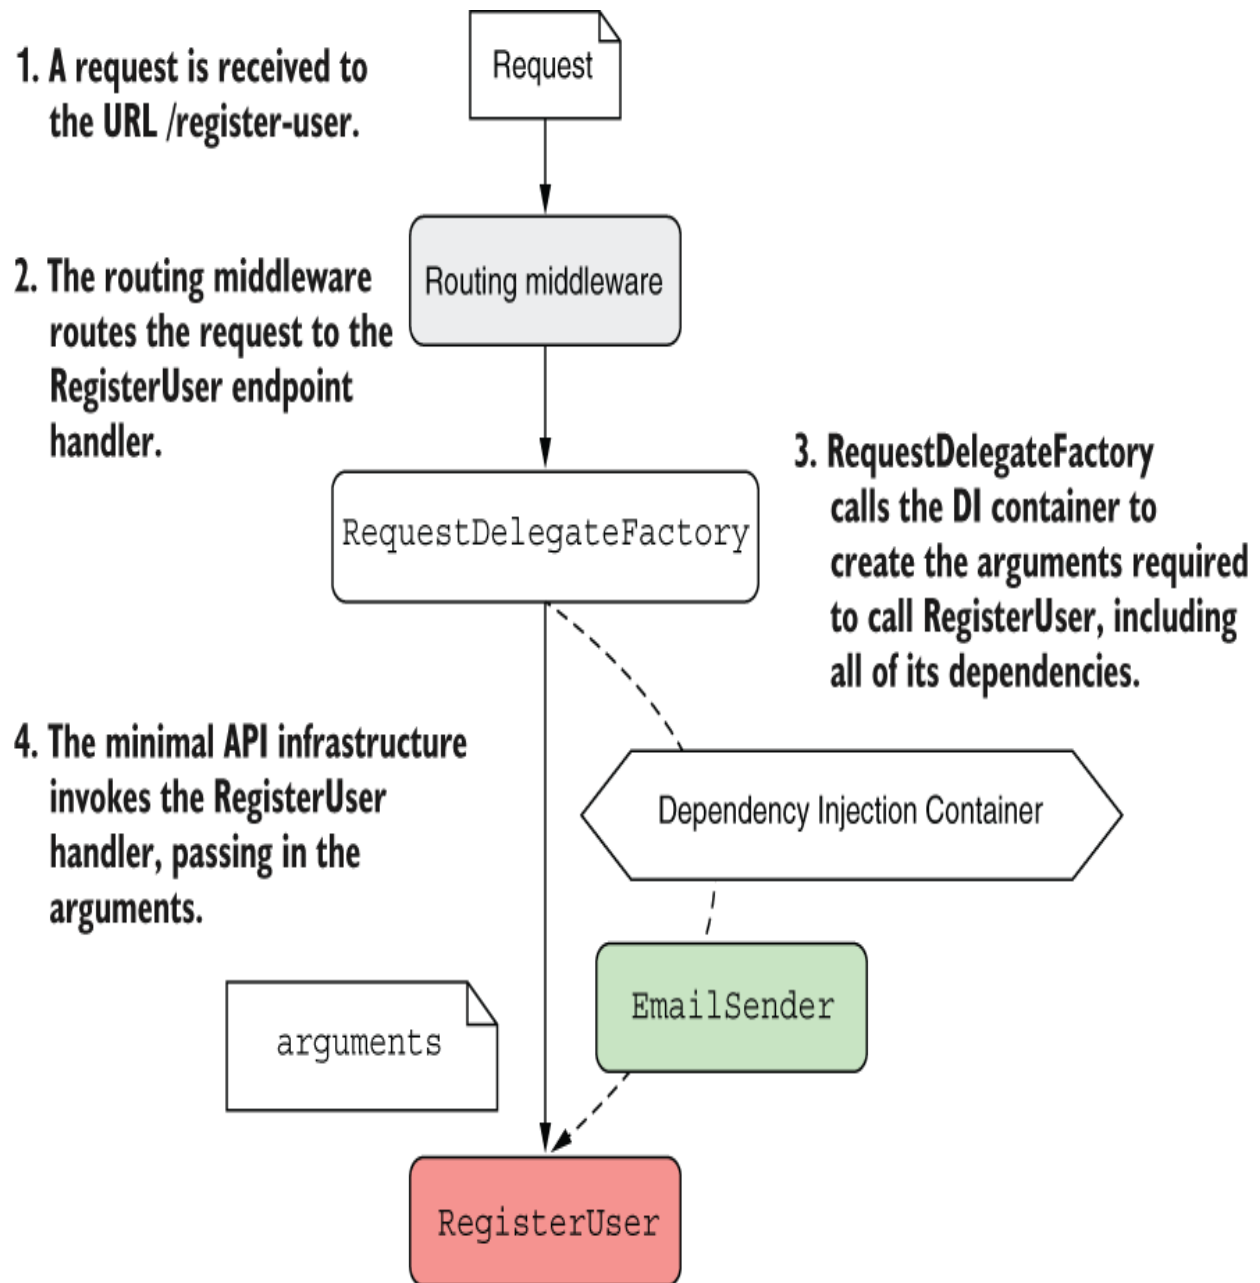 Request
1. A request is received to
the URL /register-user.
Routing middleware
2. The routing middleware
routes the request to the
RegisterUser endpoint
handler.
RequestDelegateFactory
3. RequestDelegateFactory
calls the DI container to
create the arguments required
to call RegisterUser, including
all of its dependencies.
4. The minimal API infrastructure
invokes the RegisterUser
handler, passing in the
arguments.
Dependency Injection Container
EmailSender
arguments
RegisterUser